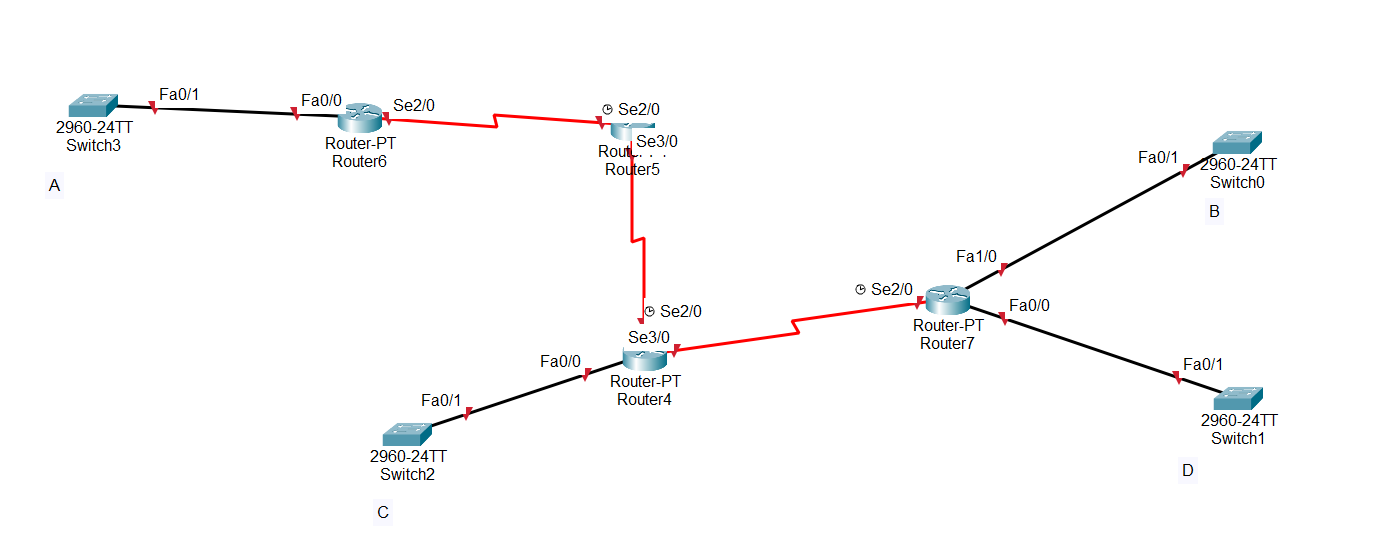 Fa0/1
Fa0/0
Se2/0
2960-24TT
Switch3
Router-PT
Router6
A
Se2/0
Se3/0
Router5
Fa0/1
2960-24TT
Switch0
B
Fa1/0
Se2/0
Fa0/0
Router-PT
Router7
Se2/0
Se3/0
Fa0/0
Router-PT
Router4
Fa0/1
2960-24TT
Switch2
C
Fa0/1
2960-24TT
Switch1
D